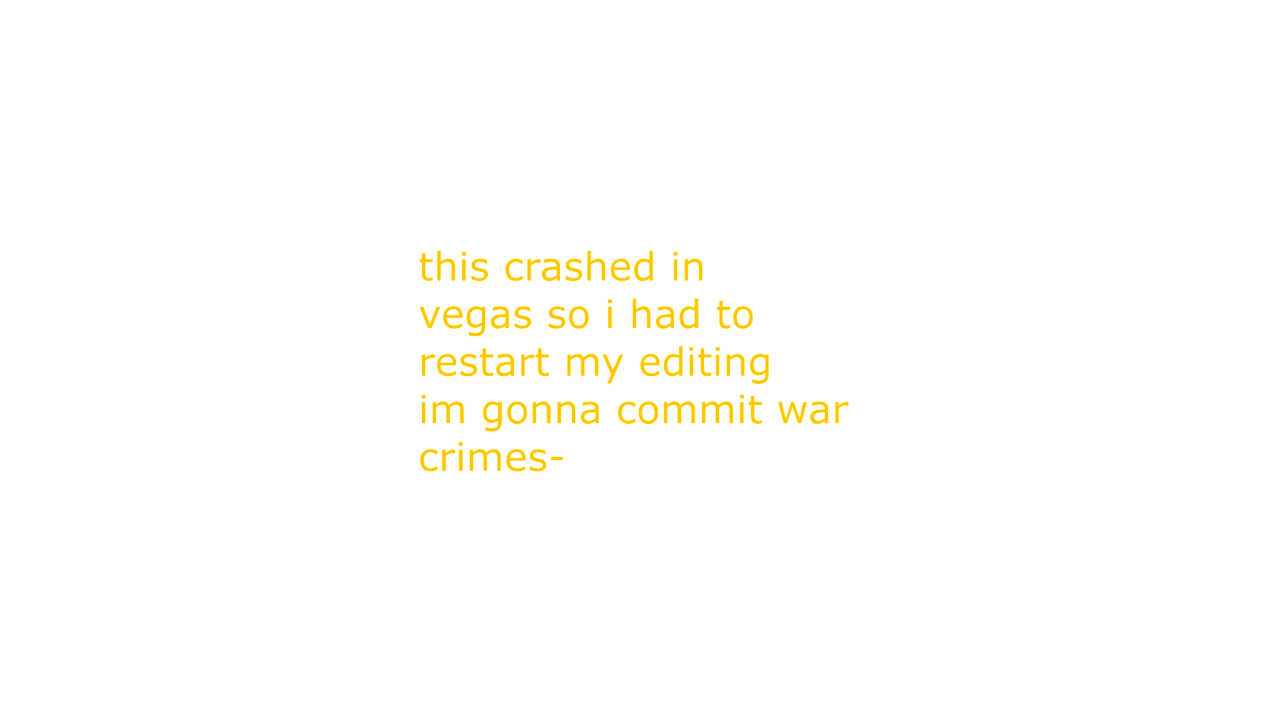 this crashed in
vegas so i had to
restart my editing
im gonna commit war
crimes-